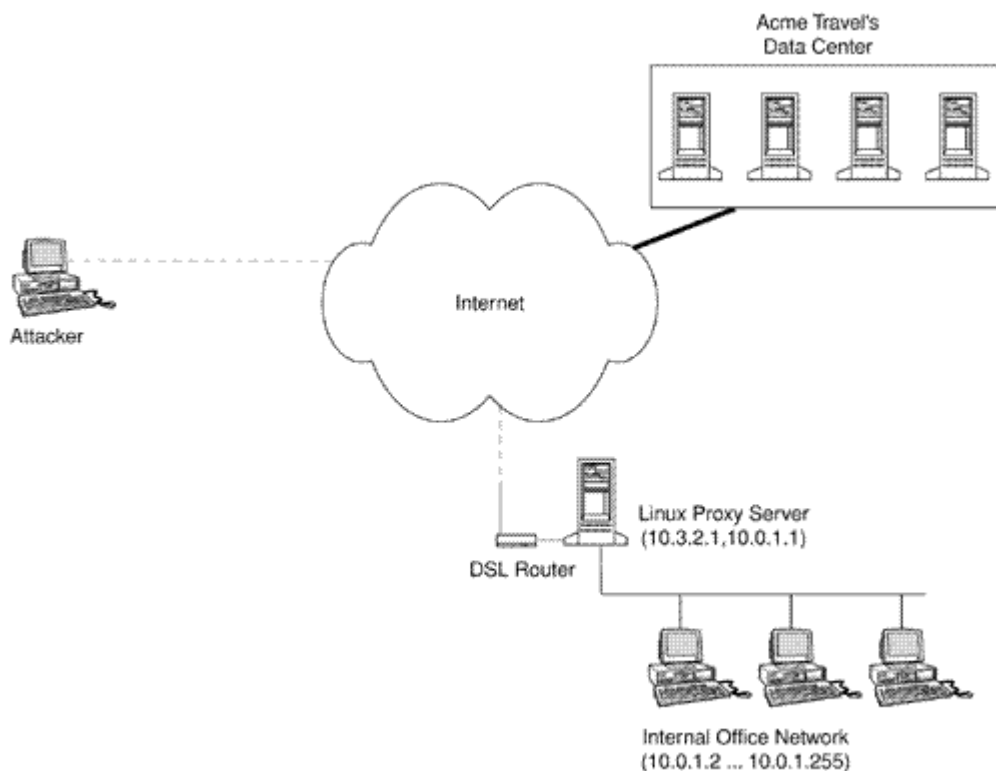 Acme Travel's
Data Center
Internet
Attacker
Linux Proxy Server
(10.3.2.1,10.0.1.1)
DSL Router
Internal Office Network
(10.0.1.2 ... 10.0.1.255)